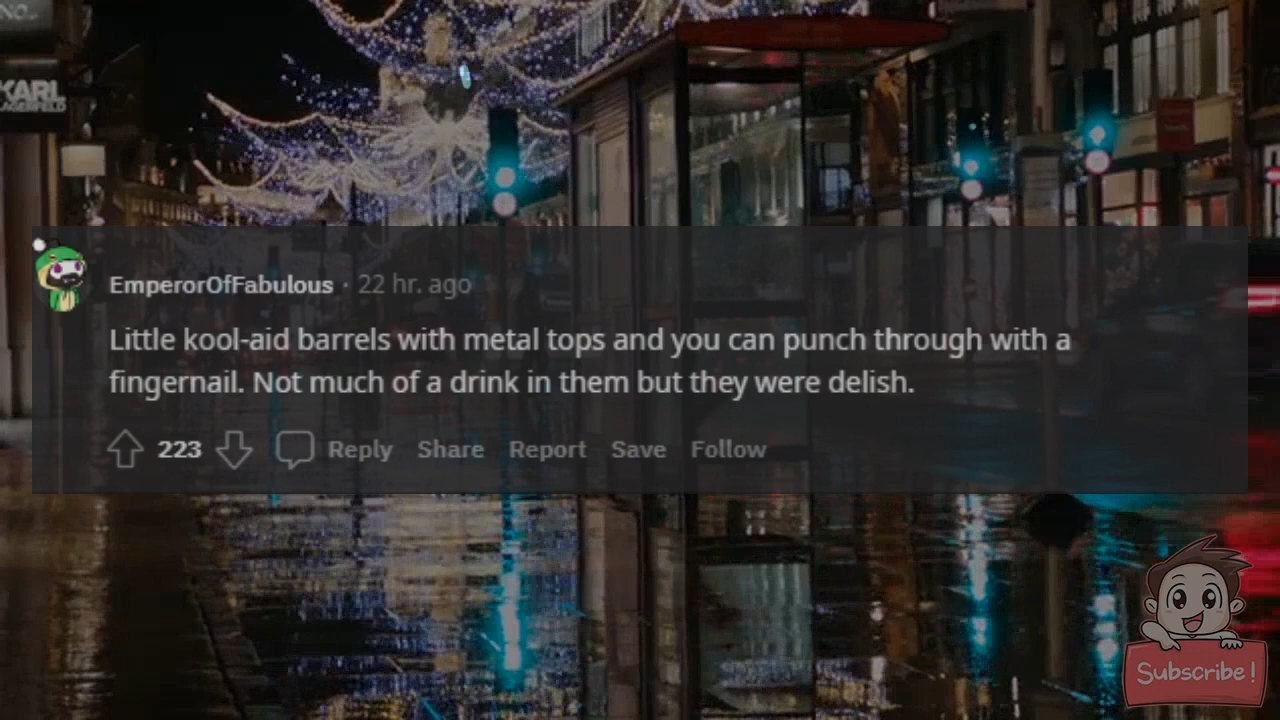 KARL
LAGERFELD
EmperorOfFabulous · 22 hr. ago
Little kool-aid barrels with metal tops and you can punch through with a
fingernail. Not much of a drink in them but they were delish.
223 Reply Share Report Save Follow
Subscribe!